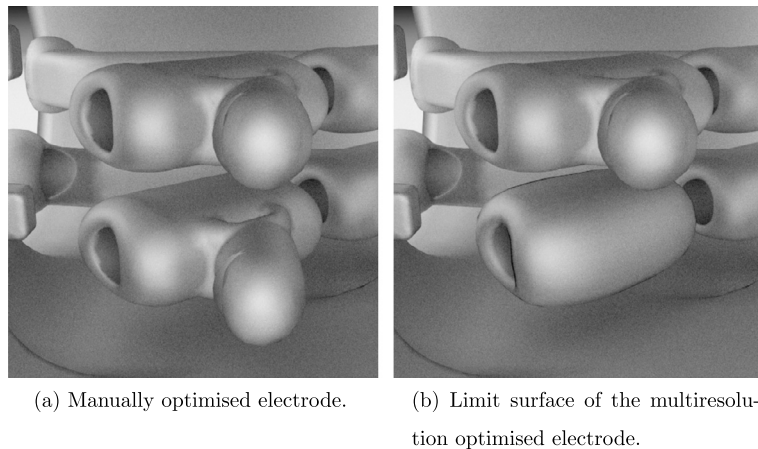 (a) Manually optimised electrode.
(b) Limit surface of the multiresolu-
tion optimised electrode.